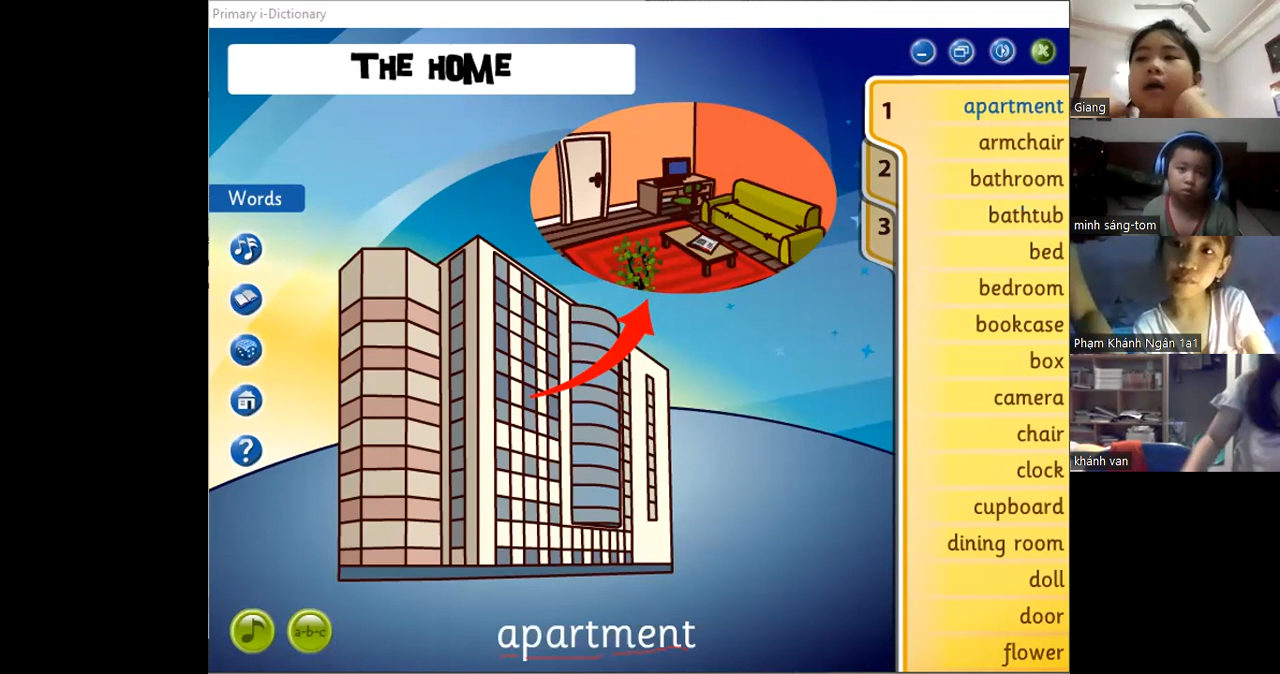 Primary i-Dictionary
THE HOME
Words
1
2
3
apartment
armchair
bathroom
bathtub
bed
bedroom
bookcase
box
camera
chair
clock
cupboard
dining room
doll
door
flower
?
a-b-c
apartment
Giang
minh sáng-tom
Phạm Khánh Ngân 1a1
khánh van